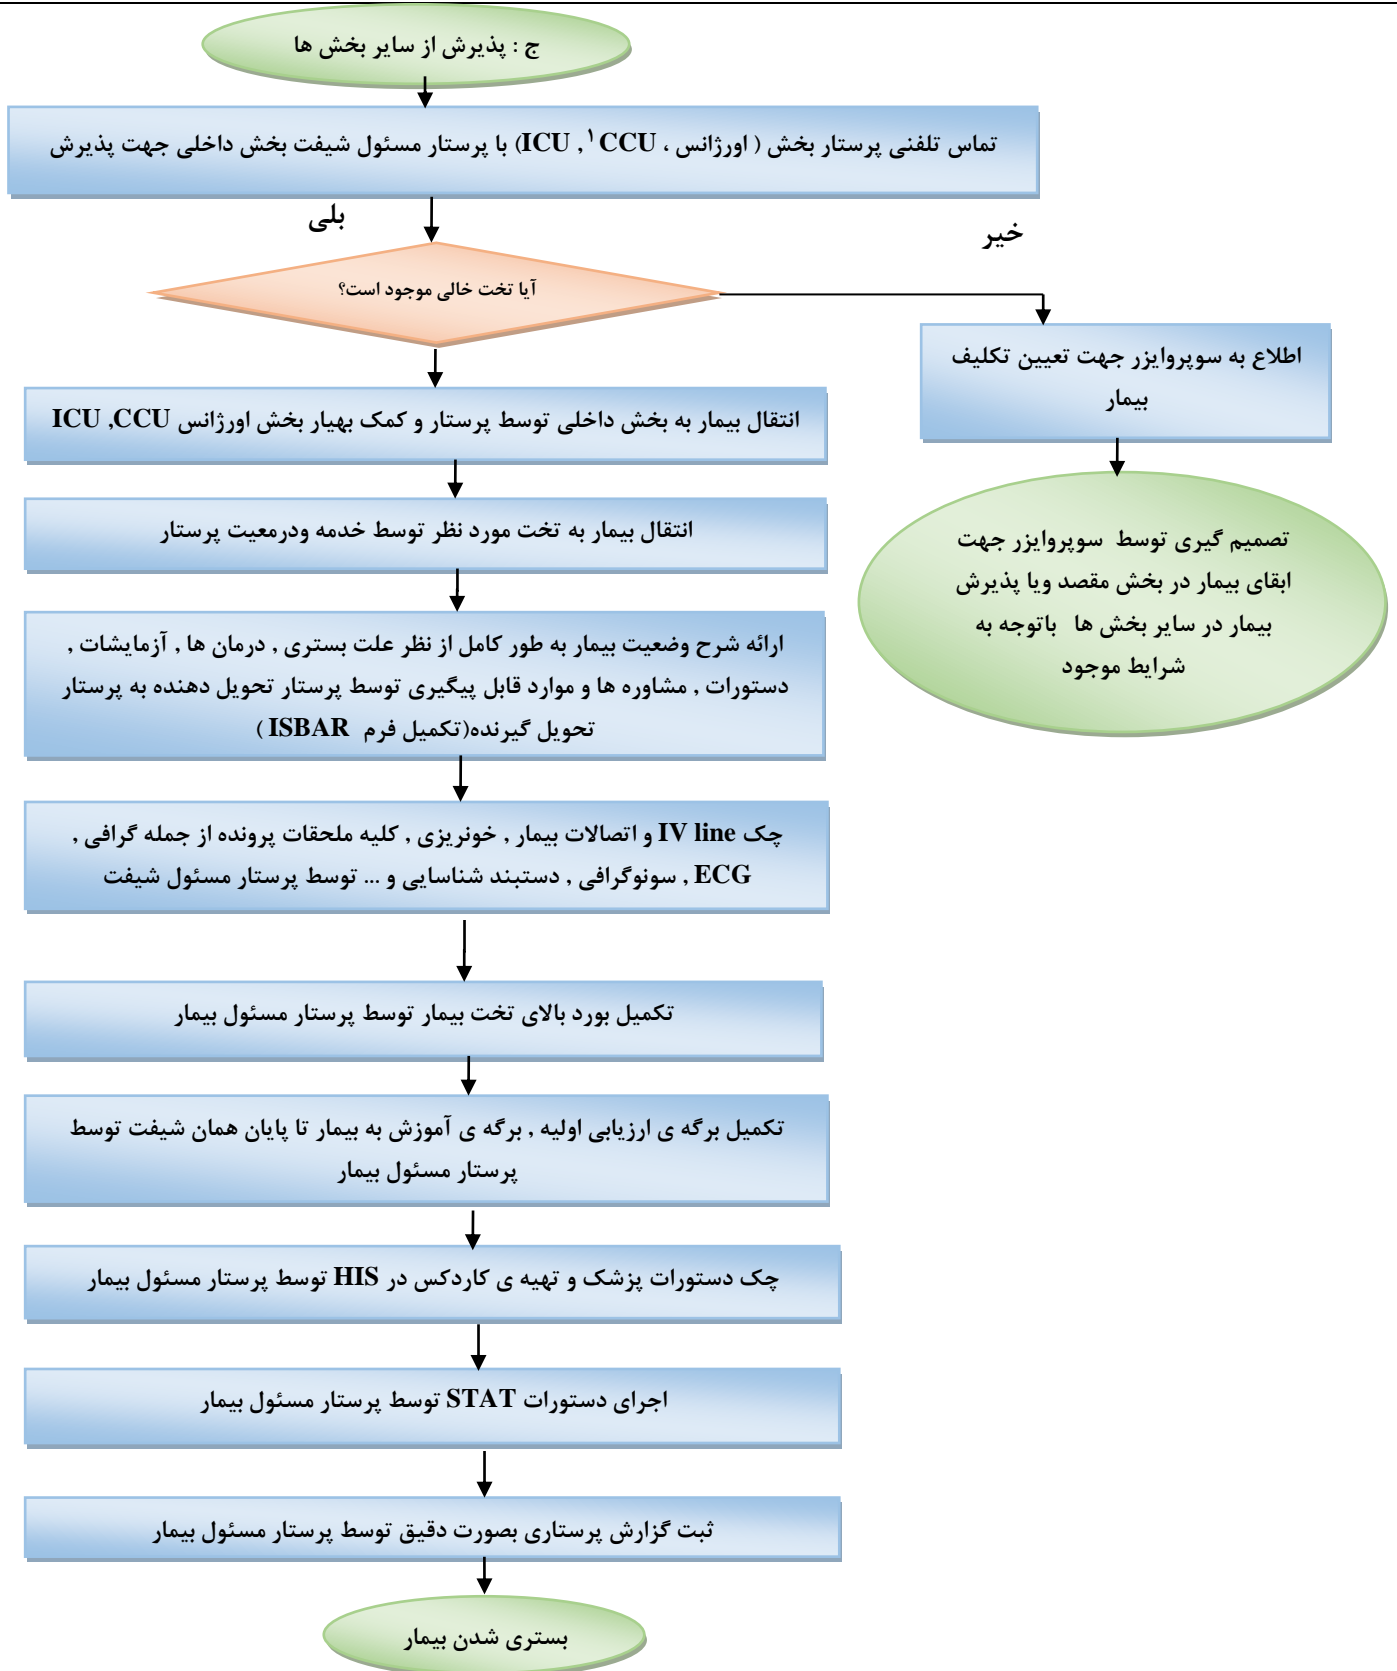 ج : پذیرش از سایر بخش ها
تماس تلفنی پرستار بخش ( اورژانس ، ICU , ۱ CCU) با پرستار مسئول شیفت بخش داخلی جهت پذیرش
بلی
خیر
آیا تخت خالی موجود است؟
اطلاع به سوپروایزر جهت تعیین تکلیف
بیمار
تصمیم گیری توسط سوپروایزر جهت
ابقای بیمار در بخش مقصد ویا پذیرش
بیمار در سایر بخش ها باتوجه به
شرایط موجود
انتقال بیمار به بخش داخلی توسط پرستار و کمک بهیار بخش اورژانس ICU ,CCU
انتقال بیمار به تخت مورد نظر توسط خدمه ودرمعیت پرستار
ارائه شرح وضعیت بیمار به طور کامل از نظر علت بستری , درمان ها , آزمایشات ,
دستورات , مشاوره ها و موارد قابل پیگیری توسط پرستار تحویل دهنده به پرستار
تحویل گیرنده(تکمیل فرم ISBAR )
چک IV line و اتصالات بیمار , خونریزی , کلیه ملحقات پرونده از جمله گرافی ,
ECG , سونوگرافی , دستبند شناسایی و ... توسط پرستار مسئول شیفت
تکمیل بورد بالای تخت بیمار توسط پرستار مسئول بیمار
تکمیل برگه ی ارزیابی اولیه , برگه ی آموزش به بیمار تا پایان همان شیفت توسط
پرستار مسئول بیمار
چک دستورات پزشک و تهیه ی کاردکس در HIS توسط پرستار مسئول بیمار
اجرای دستورات STAT توسط پرستار مسئول بیمار
ثبت گزارش پرستاری بصورت دقیق توسط پرستار مسئول بیمار
بستری شدن بیمار